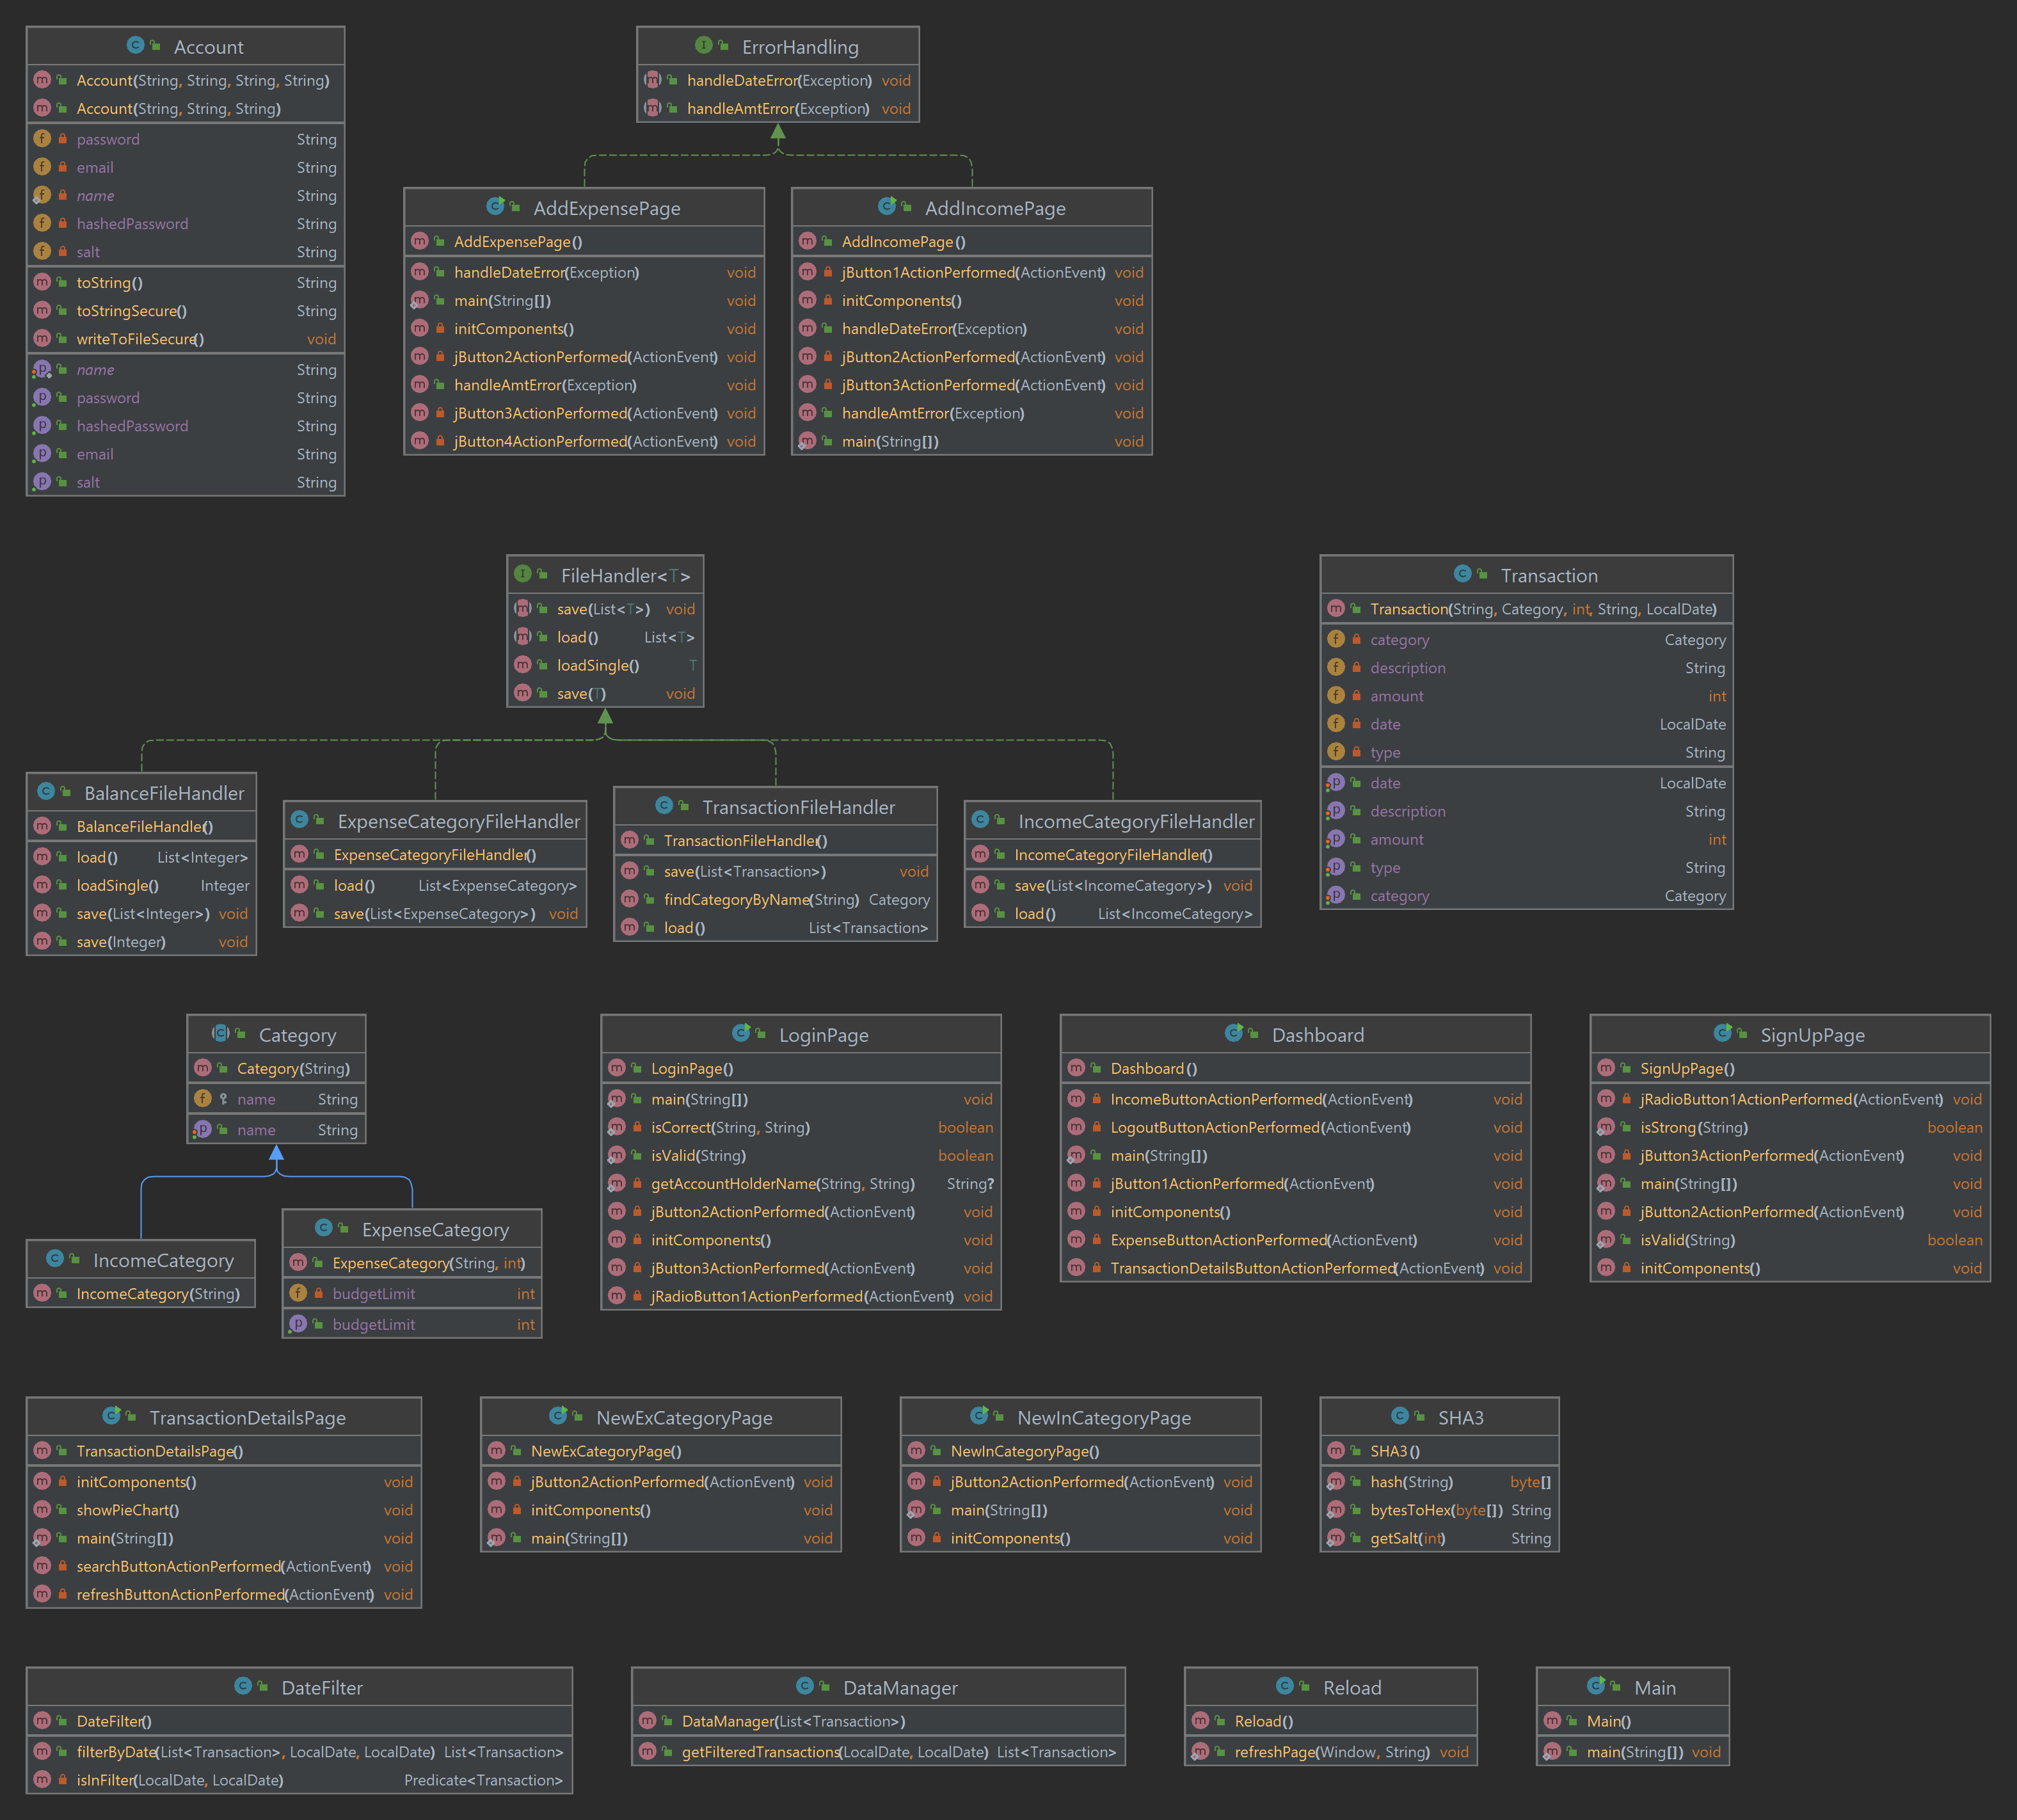 Account
Account(String, String, String, String)
Account(String, String, String)
password String
email String
name String
hashedPassword String
salt String
toString() String
toStringSecure() String
writeToFileSecure() void
name String
password String
hashedPassword String
email String
salt String
ErrorHandling
handleDateError(Exception) void
handleAmtError(Exception) void
AddExpensePage
AddExpensePage()
handleDateError(Exception) void
main(String[]) void
initComponents() void
jButton2ActionPerformed(ActionEvent) void
handleAmtError(Exception) void
jButton3ActionPerformed(ActionEvent) void
jButton4ActionPerformed(ActionEvent) void
AddIncomePage
AddIncomePage()
jButton1ActionPerformed(ActionEvent) void
initComponents() void
handleDateError(Exception) void
jButton2ActionPerformed(ActionEvent) void
jButton3ActionPerformed(ActionEvent) void
handleAmtError(Exception) void
main(String[]) void
FileHandler<T>
save(List<T>) void
load() List<T>
loadSingle() T
save(T) void
Transaction
Transaction(String, Category, int, String, LocalDate)
category Category
description String
amount int
date LocalDate
type String
date LocalDate
description String
amount int
type String
category Category
BalanceFileHandler
BalanceFileHandler()
load() List<Integer>
loadSingle() Integer
save(List<Integer>) void
save(Integer) void
ExpenseCategoryFileHandler
ExpenseCategoryFileHandler()
load() List<ExpenseCategory>
save(List<ExpenseCategory>) void
TransactionFileHandler
TransactionFileHandler()
save(List<Transaction>) void
findCategoryByName(String) Category
load() List<Transaction>
IncomeCategoryFileHandler
IncomeCategoryFileHandler()
save(List<IncomeCategory>) void
load() List<IncomeCategory>
Category
Category(String)
name String
name String
IncomeCategory
IncomeCategory(String)
ExpenseCategory
ExpenseCategory(String, int)
budgetLimit int
budgetLimit int
LoginPage
LoginPage()
main(String[]) void
isCorrect(String, String) boolean
isValid(String) boolean
getAccountHolderName(String, String) String?
jButton2ActionPerformed(ActionEvent) void
initComponents() void
jButton3ActionPerformed(ActionEvent) void
jRadioButton1ActionPerformed(ActionEvent) void
Dashboard
Dashboard()
IncomeButtonActionPerformed(ActionEvent) void
LogoutButtonActionPerformed(ActionEvent) void
main(String[]) void
jButton1ActionPerformed(ActionEvent) void
initComponents() void
ExpenseButtonActionPerformed(ActionEvent) void
TransactionDetailsButtonActionPerformed(ActionEvent) void
SignUpPage
SignUpPage()
jRadioButton1ActionPerformed(ActionEvent) void
isStrong(String) boolean
jButton3ActionPerformed(ActionEvent) void
main(String[]) void
jButton2ActionPerformed(ActionEvent) void
isValid(String) boolean
initComponents() void
TransactionDetailsPage
TransactionDetailsPage()
initComponents() void
showPieChart() void
main(String[]) void
searchButtonActionPerformed(ActionEvent) void
refreshButtonActionPerformed(ActionEvent) void
NewExCategoryPage
NewExCategoryPage()
jButton2ActionPerformed(ActionEvent) void
initComponents() void
main(String[]) void
NewInCategoryPage
NewInCategoryPage()
jButton2ActionPerformed(ActionEvent) void
main(String[]) void
initComponents() void
SHA3
SHA3()
hash(String) byte[]
bytesToHex(byte[]) String
getSalt(int) String
DateFilter
DateFilter()
filterByDate(List<Transaction>, LocalDate, LocalDate) List<Transaction>
isInFilter(LocalDate, LocalDate) Predicate<Transaction>
DataManager
DataManager(List<Transaction>)
getFilteredTransactions(LocalDate, LocalDate) List<Transaction>
Reload
Reload()
refreshPage(Window, String) void
Main
Main()
main(String[]) void